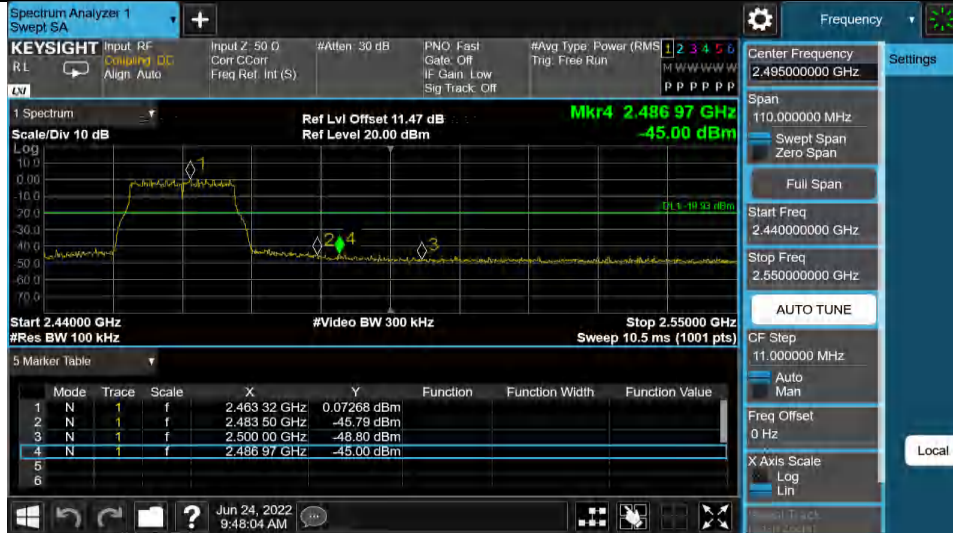 Spectrum Analyzer 1
Swept SA
+
Frequency
KEYSIGHT
RL
LXI
Input: RF
Coupling: DC
Align: Auto
Input Z: 50 Ω
Corr CCorr
Freq Ref: Int (S)
#Atten: 30 dB
PNO: Fast
Gate: Off
IF Gain: Low
Sig Track: Off
#Avg Type: Power (RMS
Trig: Free Run
1 2 3 4 5 6
M W W W W W
P P P P P P
1 Spectrum
Scale/Div 10 dB
Ref Lvl Offset 11.47 dB
Ref Level 20.00 dBm
Mkr4 2.486 97 GHz
-45.00 dBm
Log
10.0
0.00
-10.0
-20.0
-30.0
-40.0
-50.0
-60.0
-70.0
1
2
4
3
DL1 -19.93 dBm
Start 2.44000 GHz
#Res BW 100 kHz
#Video BW 300 kHz
Stop 2.55000 GHz
Sweep 10.5 ms (1001 pts)
5 Marker Table
Mode Trace Scale X Y Function Function Width Function Value
1 N 1 f 2.463 32 GHz 0.07268 dBm
2 N 1 f 2.483 50 GHz -45.79 dBm
3 N 1 f 2.500 00 GHz -48.80 dBm
4 N 1 f 2.486 97 GHz -45.00 dBm
5
6
?
Jun 24, 2022
9:48:04 AM
Center Frequency
2.495000000 GHz
Span
110.000000 MHz
Swept Span
Zero Span
Full Span
Start Freq
2.440000000 GHz
Stop Freq
2.550000000 GHz
AUTO TUNE
CF Step
11.000000 MHz
Auto
Man
Freq Offset
0 Hz
X Axis Scale
Log
Lin
Settings
Local